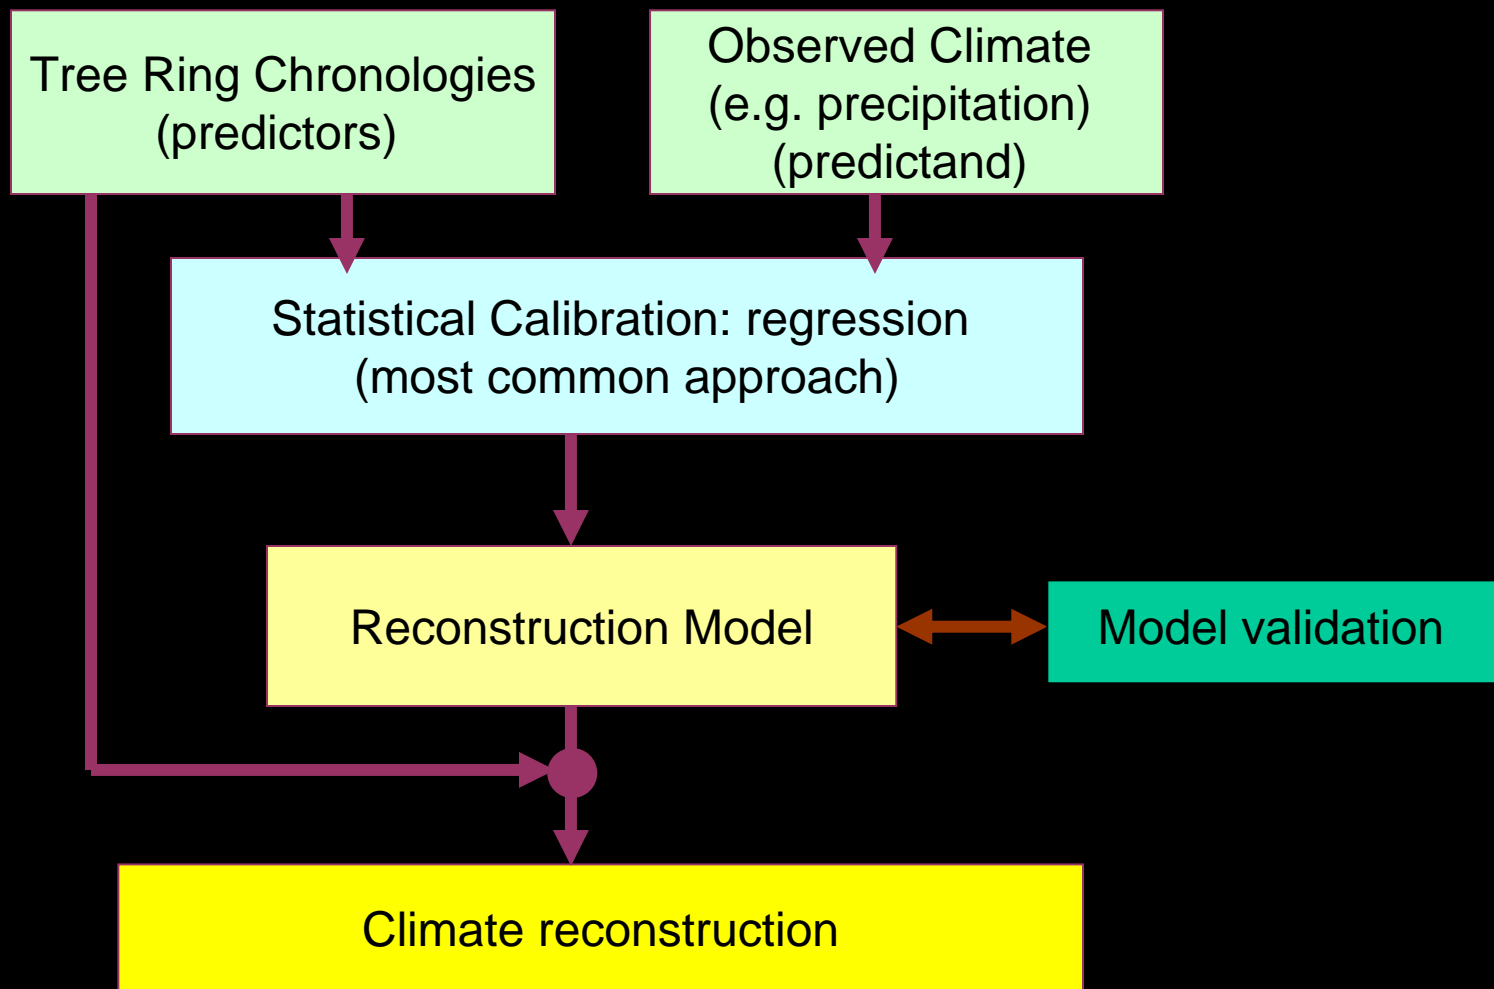 Tree Ring Chronologies
(predictors)
Observed Climate
(e.g. precipitation)
(predictand)
Statistical Calibration: regression
(most common approach)
Reconstruction Model
Model validation
Climate reconstruction